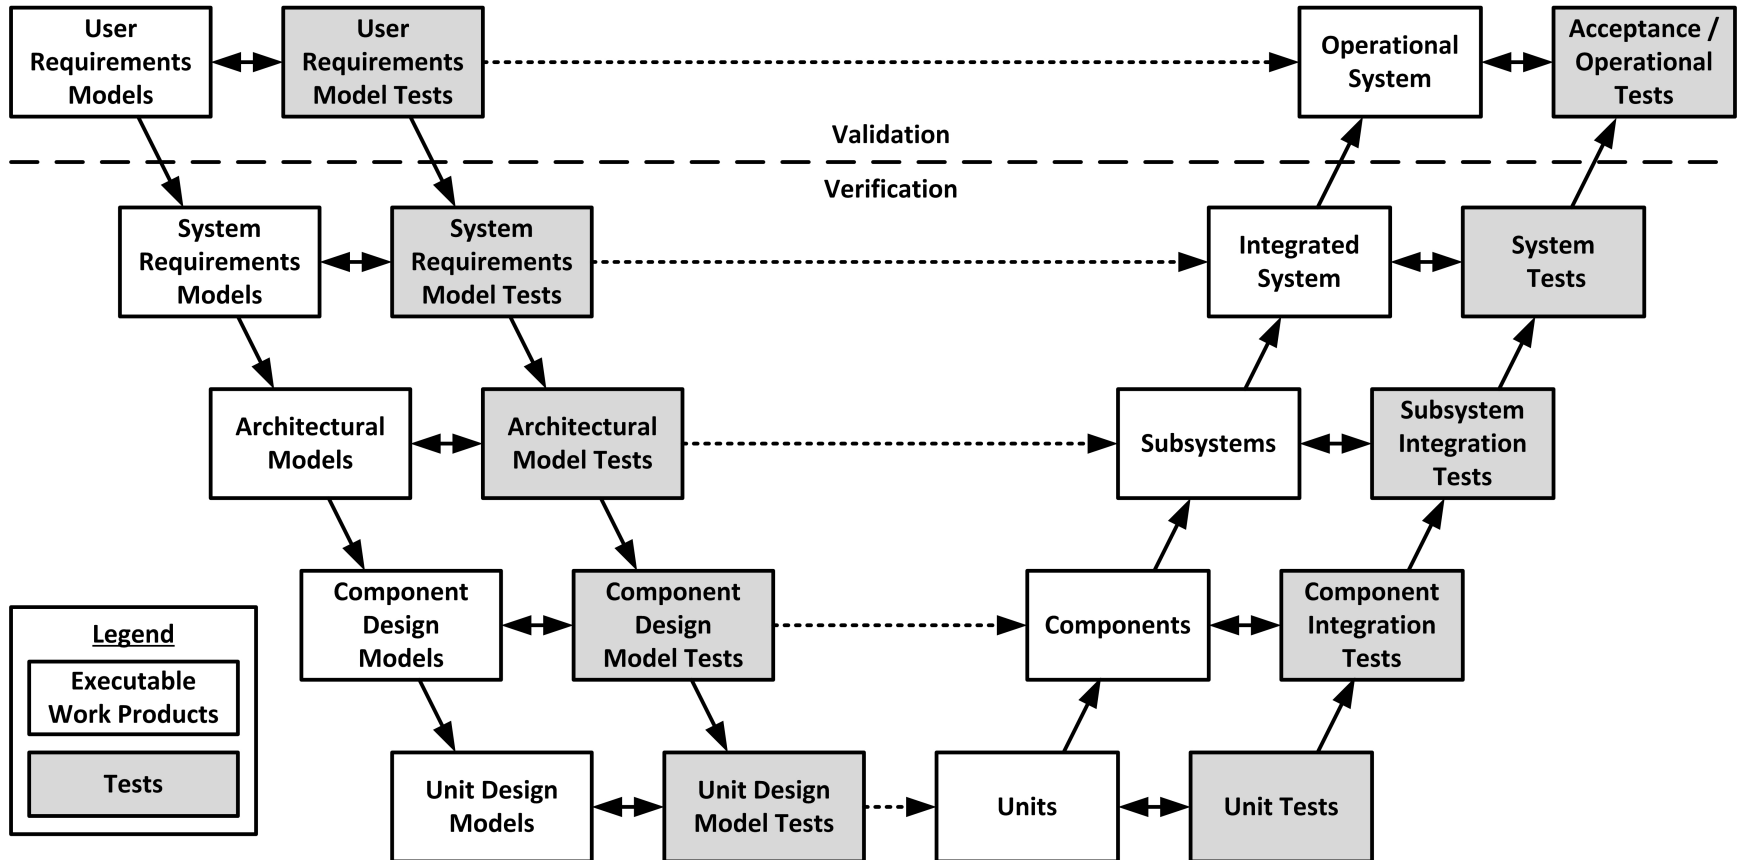 User
Requirements
Models
User
Requirements
Model Tests
Operational
System
Acceptance /
Operational
Tests
Validation
Verification
System
Requirements
Models
System
Requirements
Model Tests
Integrated
System
System
Tests
Architectural
Models
Architectural
Model Tests
Subsystems
Subsystem
Integration
Tests
Component
Design
Models
Component
Design
Model Tests
Components
Component
Integration
Tests
Legend
Executable
Work Products
Tests
Unit Design
Models
Unit Design
Model Tests
Units
Unit Tests